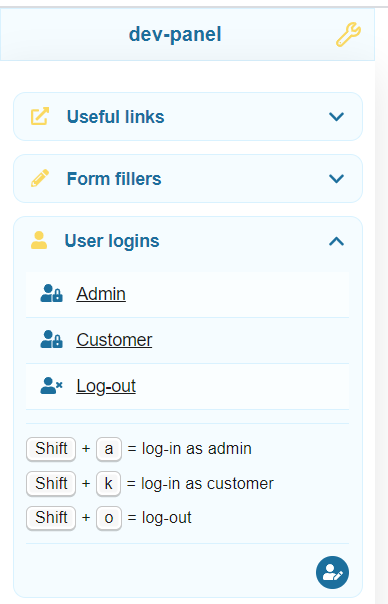 dev-panel
Useful links
Form fillers
User logins
Admin
Customer
Log-out
Shift + a = log-in as admin
Shift + k = log-in as customer
Shift + o = log-out